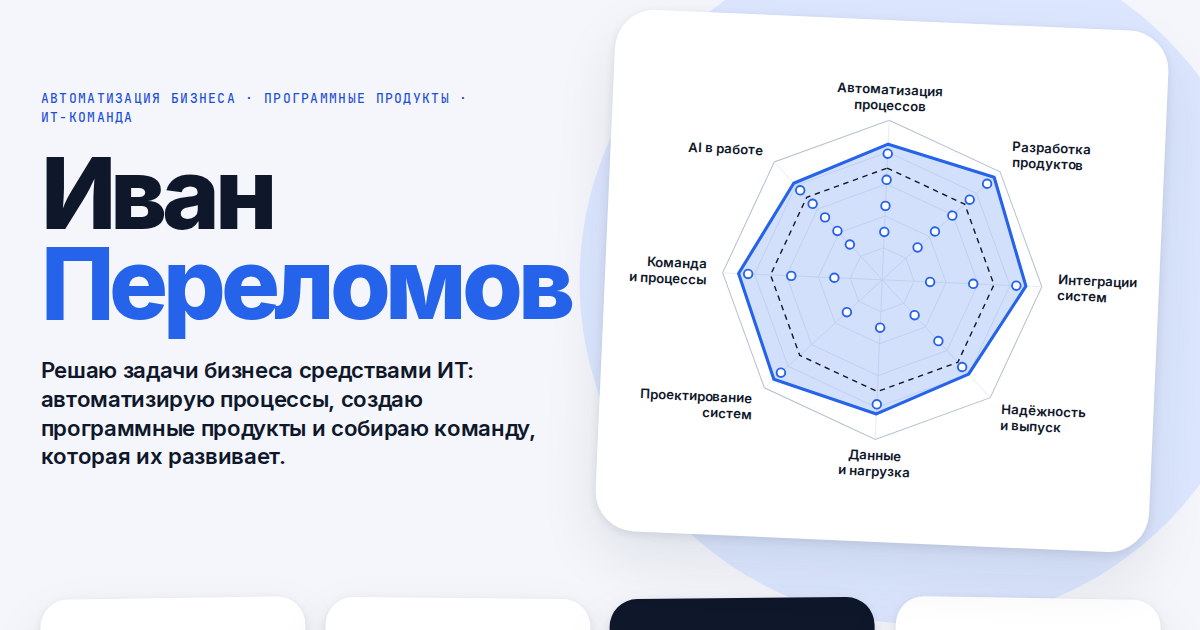 АВТОМАТИЗАЦИЯ БИЗНЕСА · ПРОГРАММНЫЕ ПРОДУКТЫ ·
ИТ-КОМАНДА
Иван
Переломов
Решаю задачи бизнеса средствами ИТ:
автоматизирую процессы, создаю
программные продукты и собираю команду,
которая их развивает.
Автоматизация
процессов
Разработка
продуктов
Интеграции
систем
Надёжность
и выпуск
Данные
и нагрузка
Проектирование
систем
Команда
и процессы
AI в работе